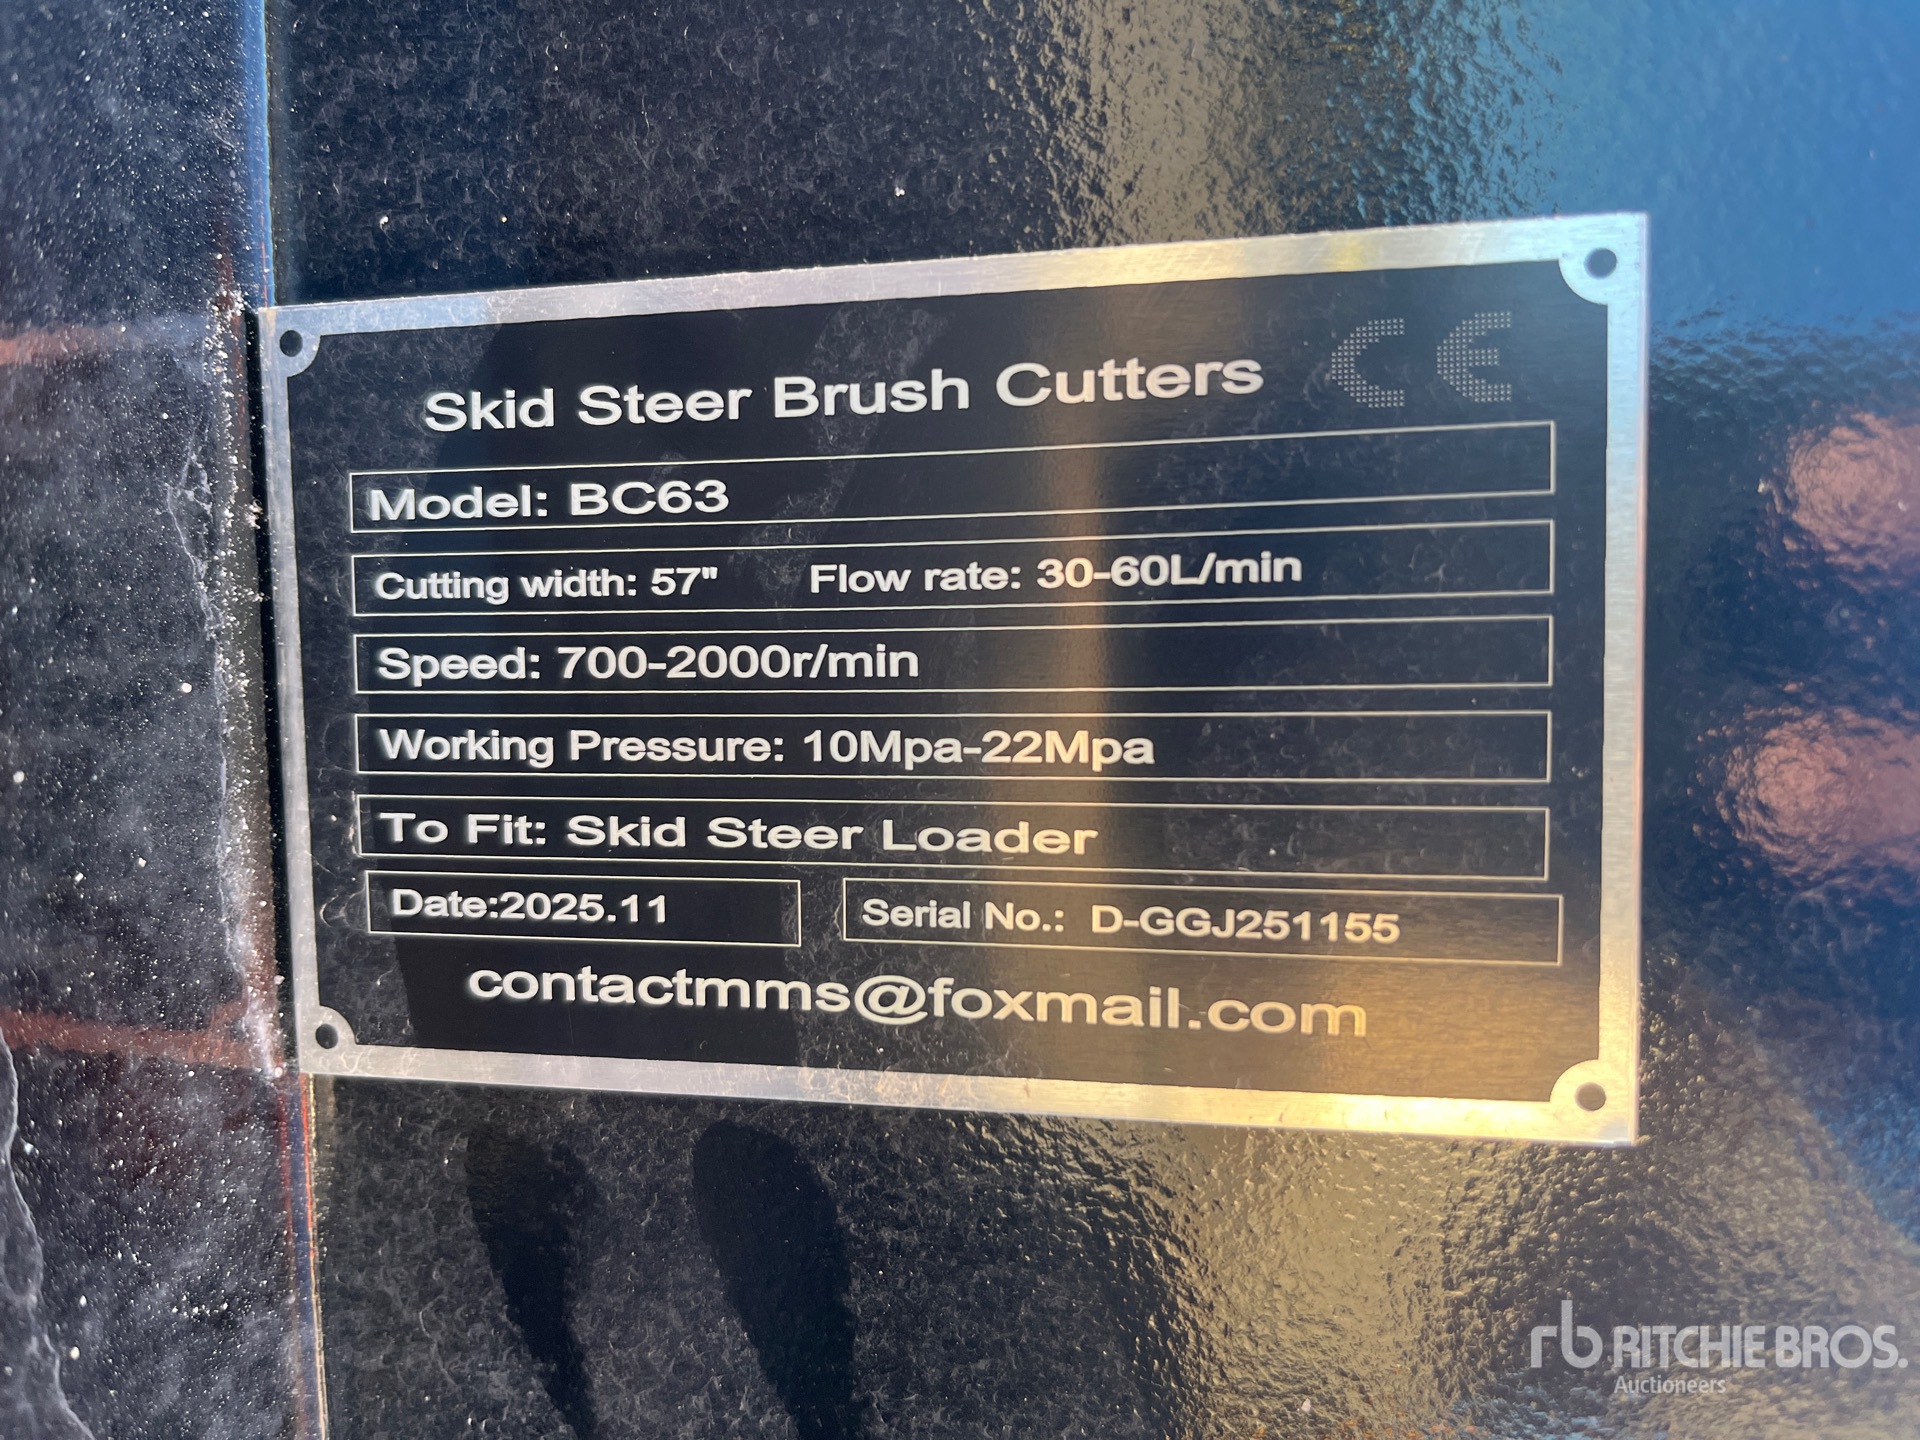 CE
Skid Steer Brush Cutters
Model: BC63
Cutting width: 57" Flow rate: 30-60L/min
Speed: 700-2000r/min
Working Pressure: 10Mpa-22Mpa
To Fit: Skid Steer Loader
Date:2025.11 Serial No.: D-GGJ251155
contactmms@foxmail.com
rb RITCHIE BROS.
Auctioneers